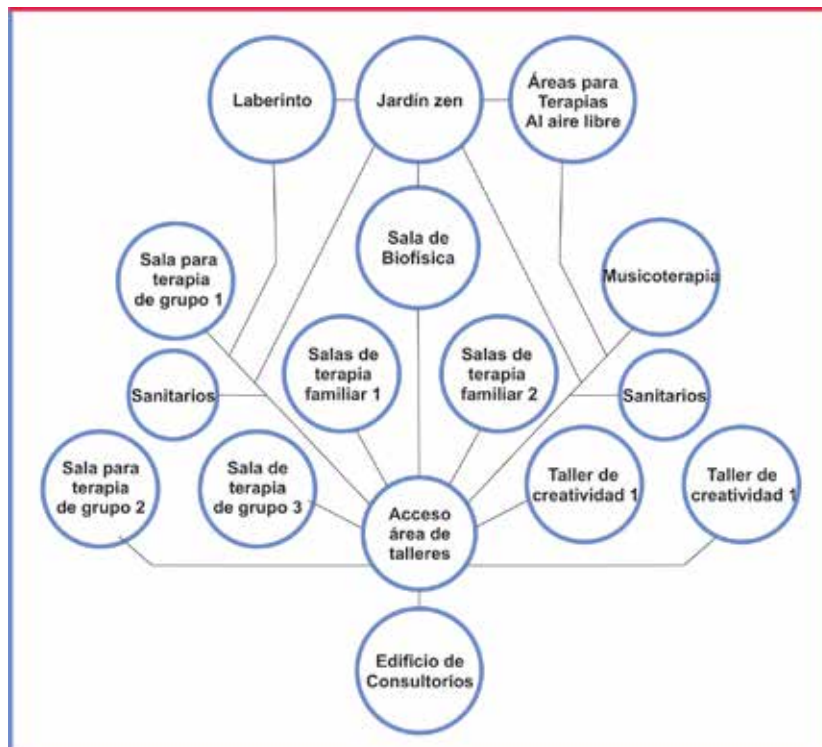 Laberinto
Jardín zen
Áreas para
Terapias
Al aire libre
Sala de
Biofísica
Sala para
terapia
de grupo 1
Musicoterapia
Salas de
terapia
familiar 1
Salas de
terapia
familiar 2
Sanitarios
Sanitarios
Sala para
terapia
de grupo 2
Sala de
terapia
de grupo 3
Taller de
creatividad 1
Taller de
creatividad 1
Acceso
área de
talleres
Edificio de
Consultorios